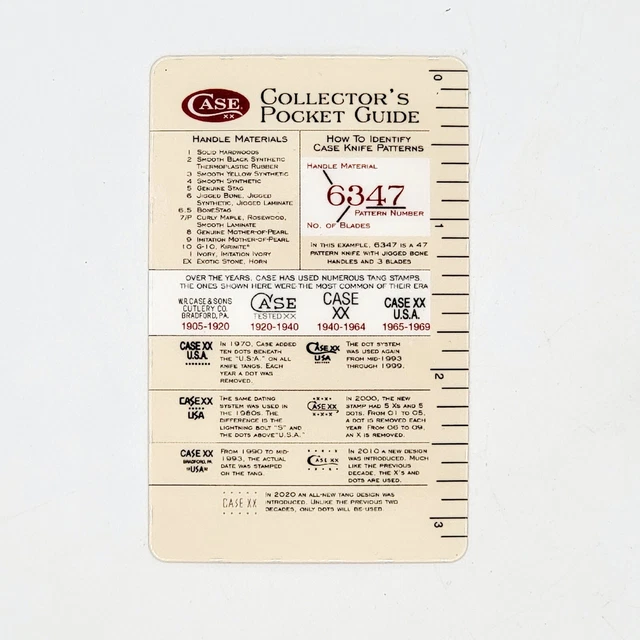 CASE XX
COLLECTOR'S
POCKET GUIDE
HANDLE MATERIALS
1 SOLID HARDWOODS
2 SMOOTH BLACK SYNTHETIC
THERMOPLASTIC RUBBER
3 SMOOTH YELLOW SYNTHETIC
4 SMOOTH SYNTHETIC
5 GENUINE STAG
6 JIGGED BONE, JIGGED
SYNTHETIC, JIGGED LAMINATE
6.5 BONESTAG
7/P CURLY MAPLE, ROSEWOOD,
SMOOTH LAMINATE
8 GENUINE MOTHER-OF-PEARL
9 IMITATION MOTHER-OF-PEARL
10 G-10, KIRINITE®
I IVORY, IMITATION IVORY
EX EXOTIC STONE, HORN
HOW TO IDENTIFY
CASE KNIFE PATTERNS
HANDLE MATERIAL
6347
PATTERN NUMBER
NO. OF BLADES
IN THIS EXAMPLE, 6347 IS A 47
PATTERN KNIFE WITH JIGGED BONE
HANDLES AND 3 BLADES
OVER THE YEARS, CASE HAS USED NUMEROUS TANG STAMPS.
THE ONES SHOWN HERE WERE THE MOST COMMON OF THEIR ERA
W.R.CASE & SONS
CUTLERY CO.
BRADFORD, PA.
1905-1920
CASE
TESTED XX
1920-1940
CASE
XX
1940-1964
CASE XX
U.S.A.
1965-1969
CASE XX
U.S.A.
IN 1970, CASE ADDED
TEN DOTS BENEATH
THE "U.S.A." ON ALL
KNIFE TANGS. EACH
YEAR A DOT WAS
REMOVED.
CASE XX
USA
THE DOT SYSTEM
WAS USED AGAIN
FROM MID-1993
THROUGH 1999.
CASE XX
USA
THE SAME DATING
SYSTEM WAS USED IN
THE 1980s. THE
DIFFERENCE IS THE
LIGHTNING BOLT "S" AND
THE DOTS ABOVE "U.S.A."
CASE XX
IN 2000, THE NEW
STAMP HAD 5 XS AND 5
DOTS. FROM 01 TO 05,
A DOT IS REMOVED EACH
YEAR. FROM 06 TO 09,
AN X IS REMOVED.
CASE XX
BRADFORD, PA.
"USA"
FROM 1990 TO MID-
1993, THE ACTUAL
DATE WAS STAMPED
ON THE TANG.
CASE XX
IN 2010 A NEW DESIGN
WAS INTRODUCED. MUCH
LIKE THE PREVIOUS
DECADE, THE X'S AND
DOTS ARE USED.
CASE XX
IN 2020 AN ALL-NEW TANG DESIGN WAS
INTRODUCED. UNLIKE THE PREVIOUS TWO
DECADES, ONLY DOTS WILL BE USED.
0
1
2
3